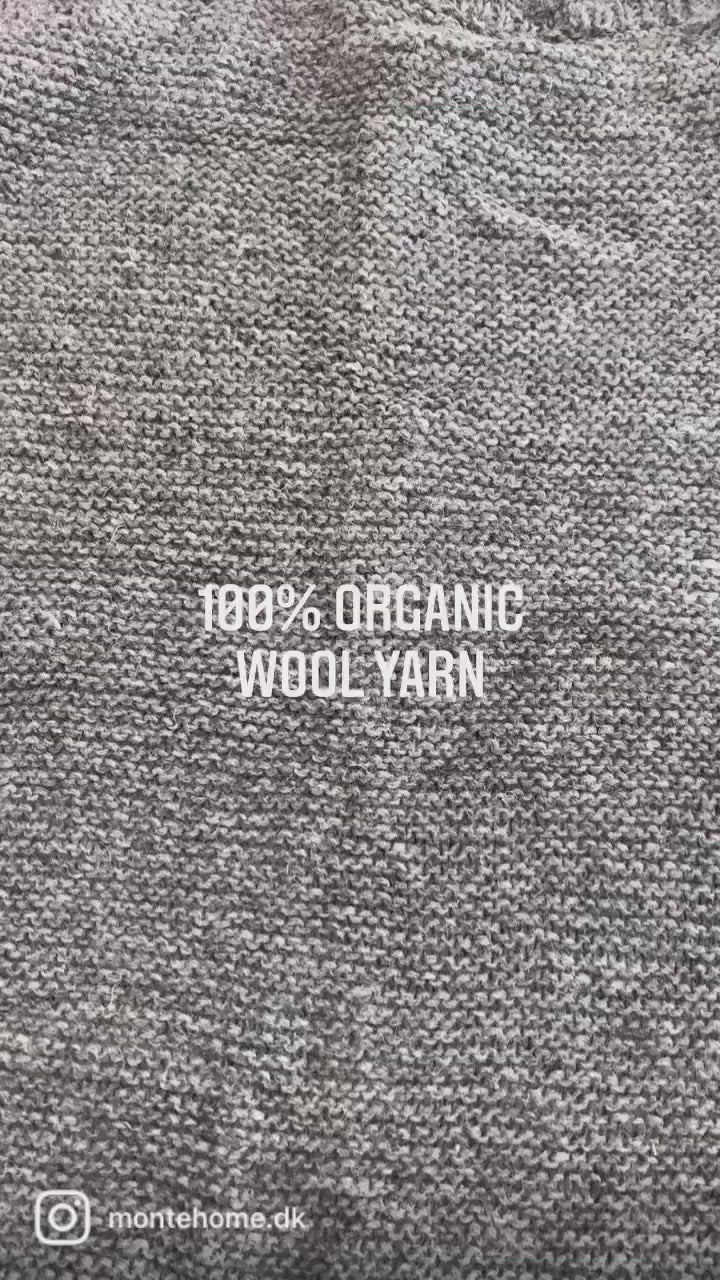 100% ORGANIC
WOOL YARN
montehome.dk